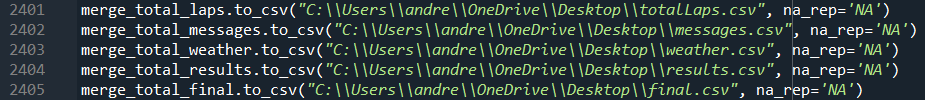 2401 merge_total_laps.to_csv("C:\\Users\\andre\\OneDrive\\Desktop\\totalLaps.csv", na_rep='NA')
2402 merge_total_messages.to_csv("C:\\Users\\andre\\OneDrive\\Desktop\\messages.csv", na_rep='NA')
2403 merge_total_weather.to_csv("C:\\Users\\andre\\OneDrive\\Desktop\\weather.csv", na_rep='NA')
2404 merge_total_results.to_csv("C:\\Users\\andre\\OneDrive\\Desktop\\results.csv", na_rep='NA')
2405 merge_total_final.to_csv("C:\\Users\\andre\\OneDrive\\Desktop\\final.csv", na_rep='NA')